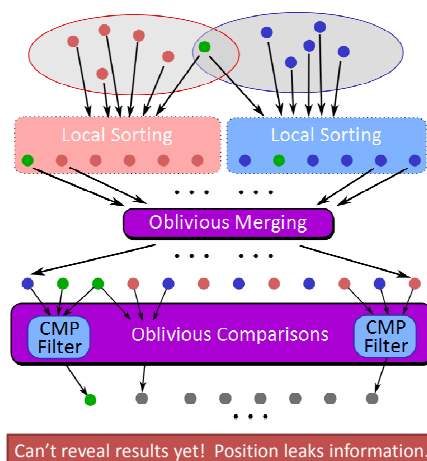 Local Sorting
Local Sorting
Oblivious Merging
Oblivious Comparisons
CMP
Filter
CMP
Filter
Can't reveal results yet! Position leaks information.